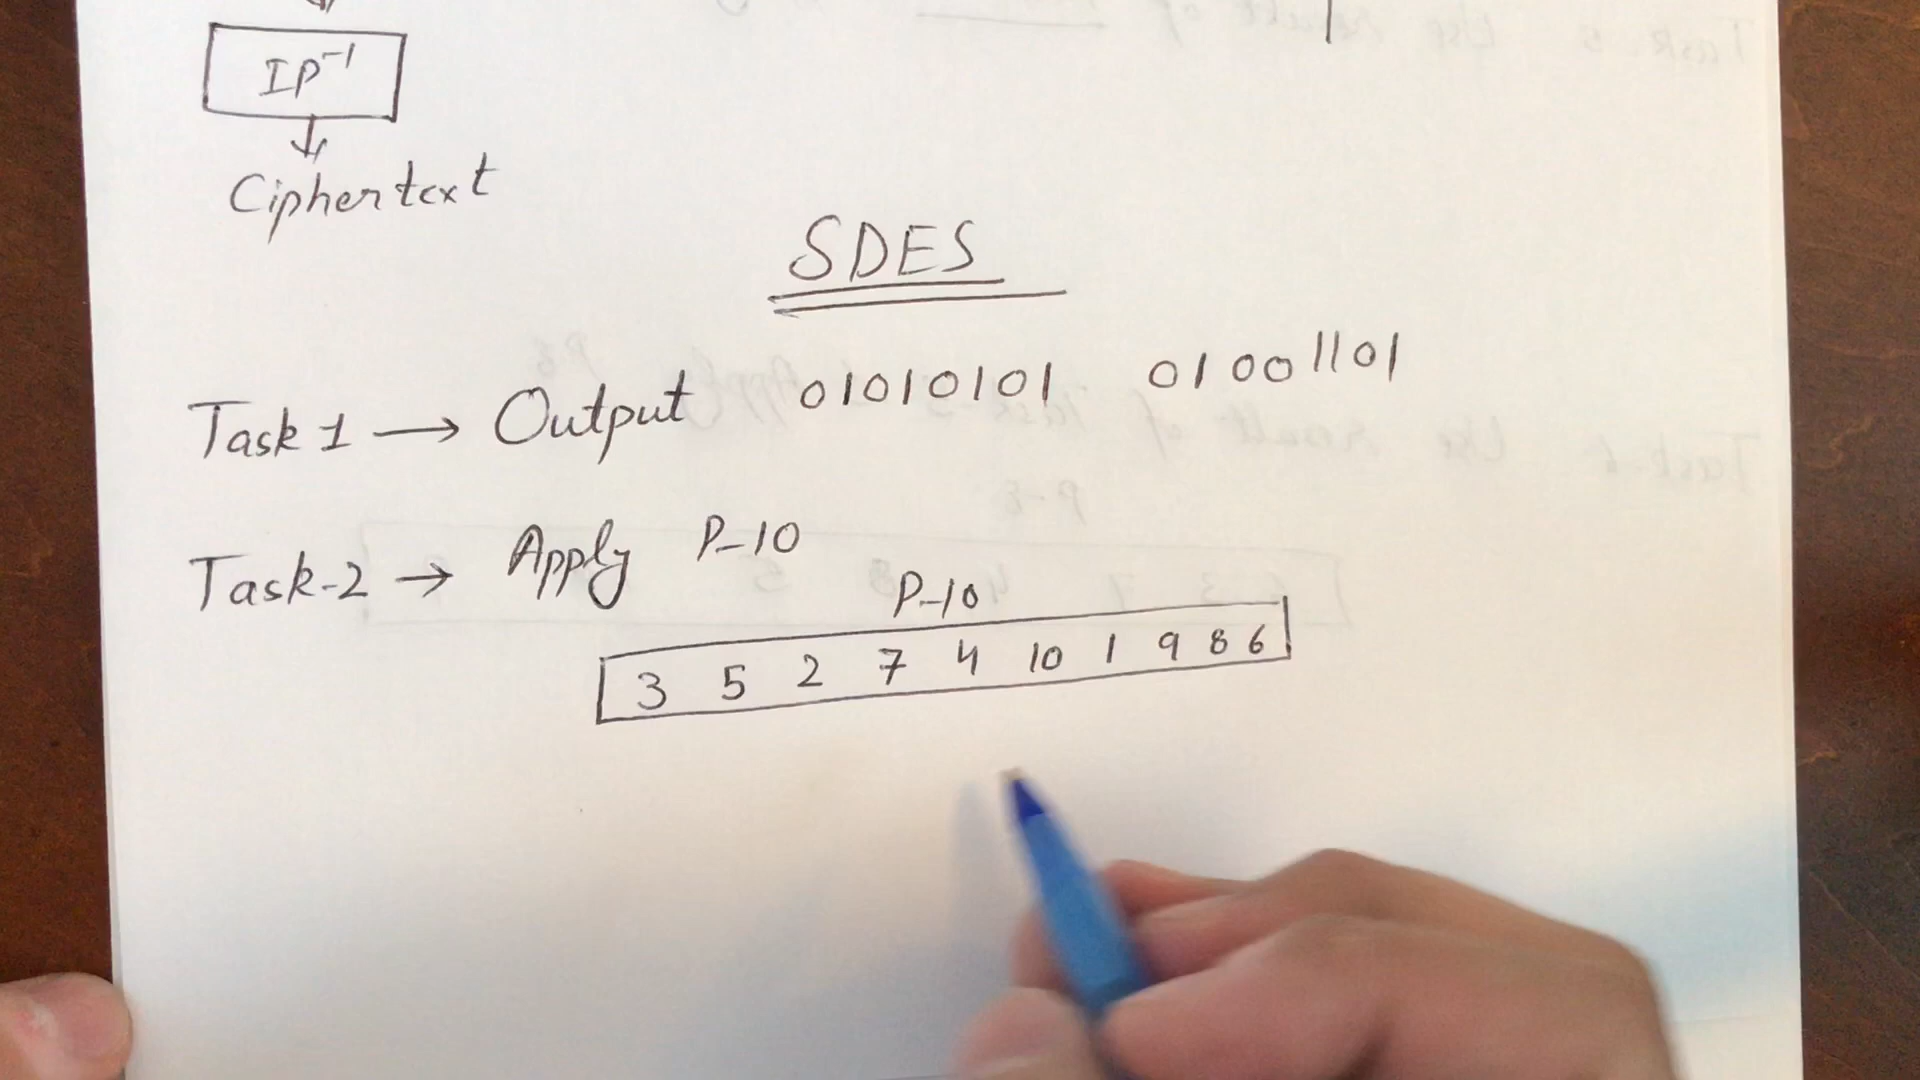 IP⁻¹
Ciphertext
SDES
Task 1 → Output 01010101 01001101
Task-2 → Apply P-10
P-10
3 5 2 7 4 10 1 9 8 6